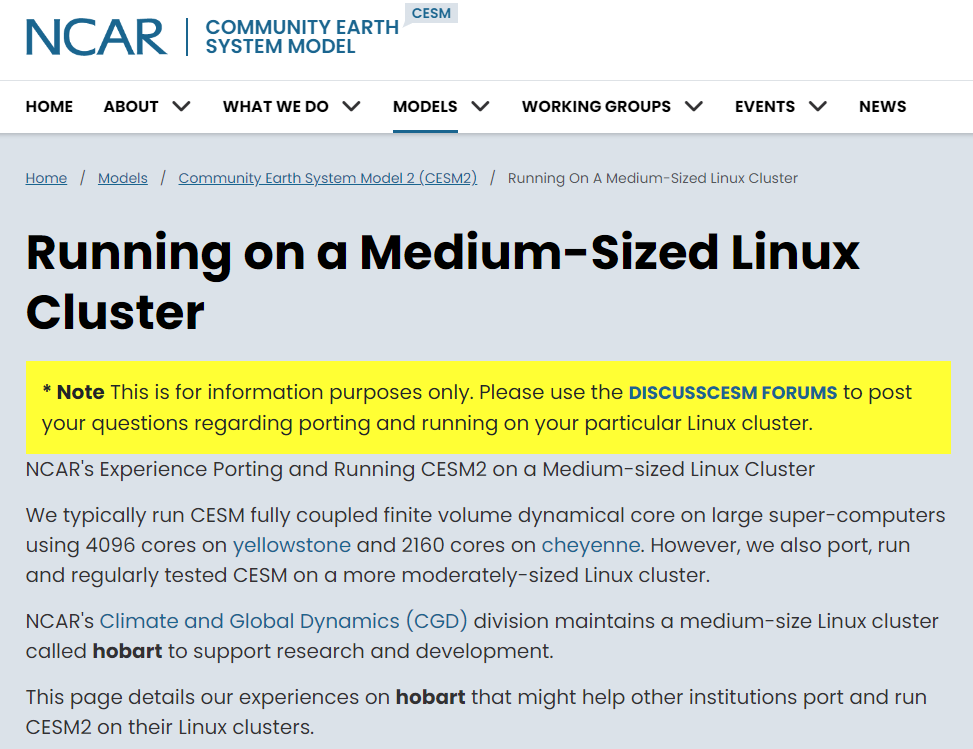 NCAR
COMMUNITY EARTH
SYSTEM MODEL
CESM
HOME ABOUT WHAT WE DO MODELS WORKING GROUPS EVENTS NEWS
Home / Models / Community Earth System Model 2 (CESM2) / Running On A Medium-Sized Linux Cluster
Running on a Medium-Sized Linux
Cluster
* Note This is for information purposes only. Please use the DISCUSSCESM FORUMS to post
your questions regarding porting and running on your particular Linux cluster.
NCAR's Experience Porting and Running CESM2 on a Medium-sized Linux Cluster
We typically run CESM fully coupled finite volume dynamical core on large super-computers
using 4096 cores on yellowstone and 2160 cores on cheyenne. However, we also port, run
and regularly tested CESM on a more moderately-sized Linux cluster.
NCAR's Climate and Global Dynamics (CGD) division maintains a medium-size Linux cluster
called hobart to support research and development.
This page details our experiences on hobart that might help other institutions port and run
CESM2 on their Linux clusters.